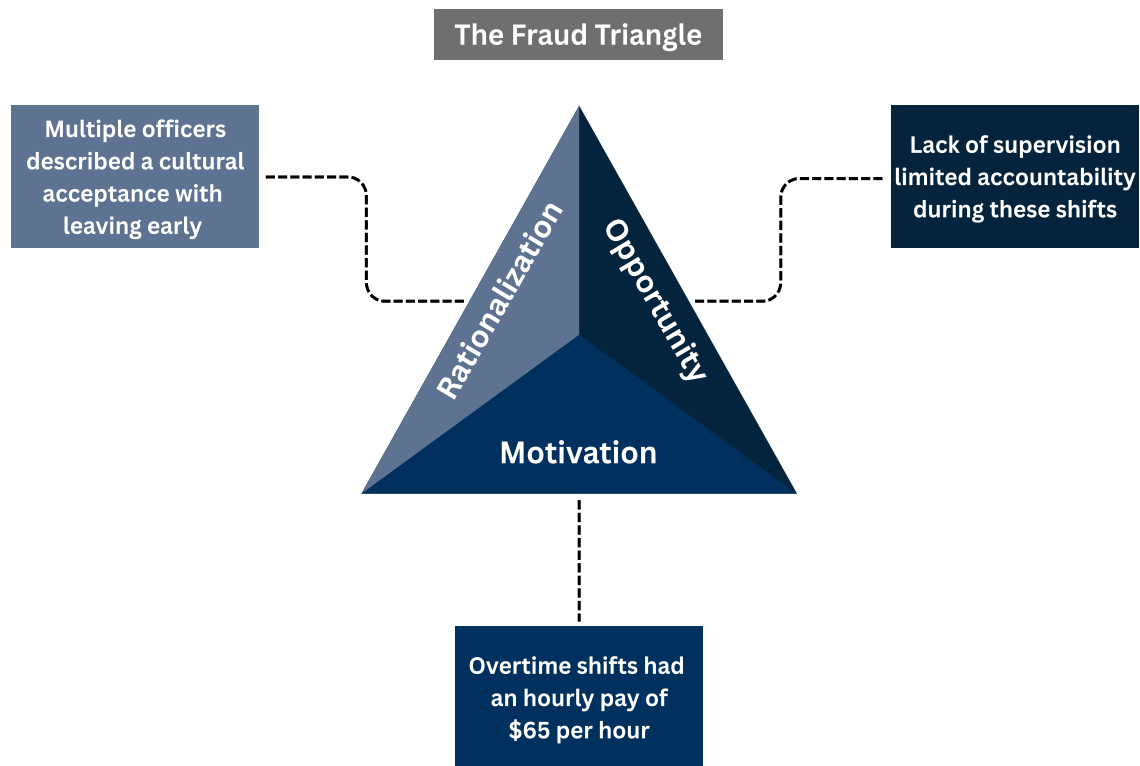 The Fraud Triangle
Multiple officers
described a cultural
acceptance with
leaving early
Lack of supervision
limited accountability
during these shifts
Rationalization
Opportunity
Motivation
Overtime shifts had
an hourly pay of
$65 per hour